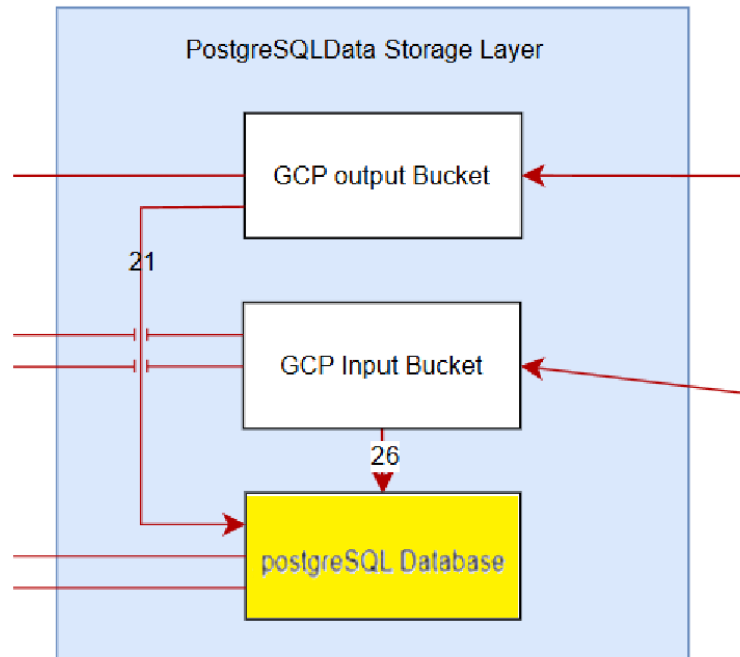 PostgreSQLData Storage Layer
GCP output Bucket
21
GCP Input Bucket
26
postgreSQL Database